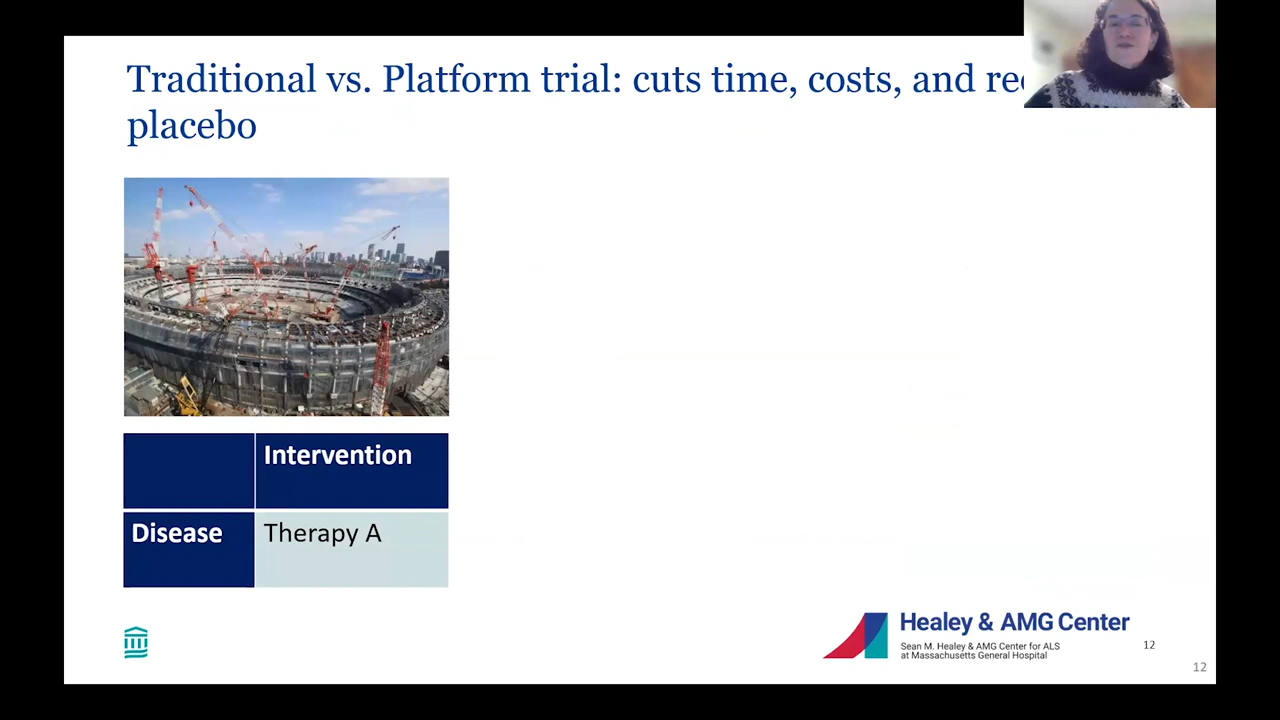 Traditional vs. Platform trial: cuts time, costs, and
placebo
Intervention
Disease
Therapy A
Healey & AMG Center
Sean M. Healey & AMG Center for ALS
at Massachusetts General Hospital
12
12